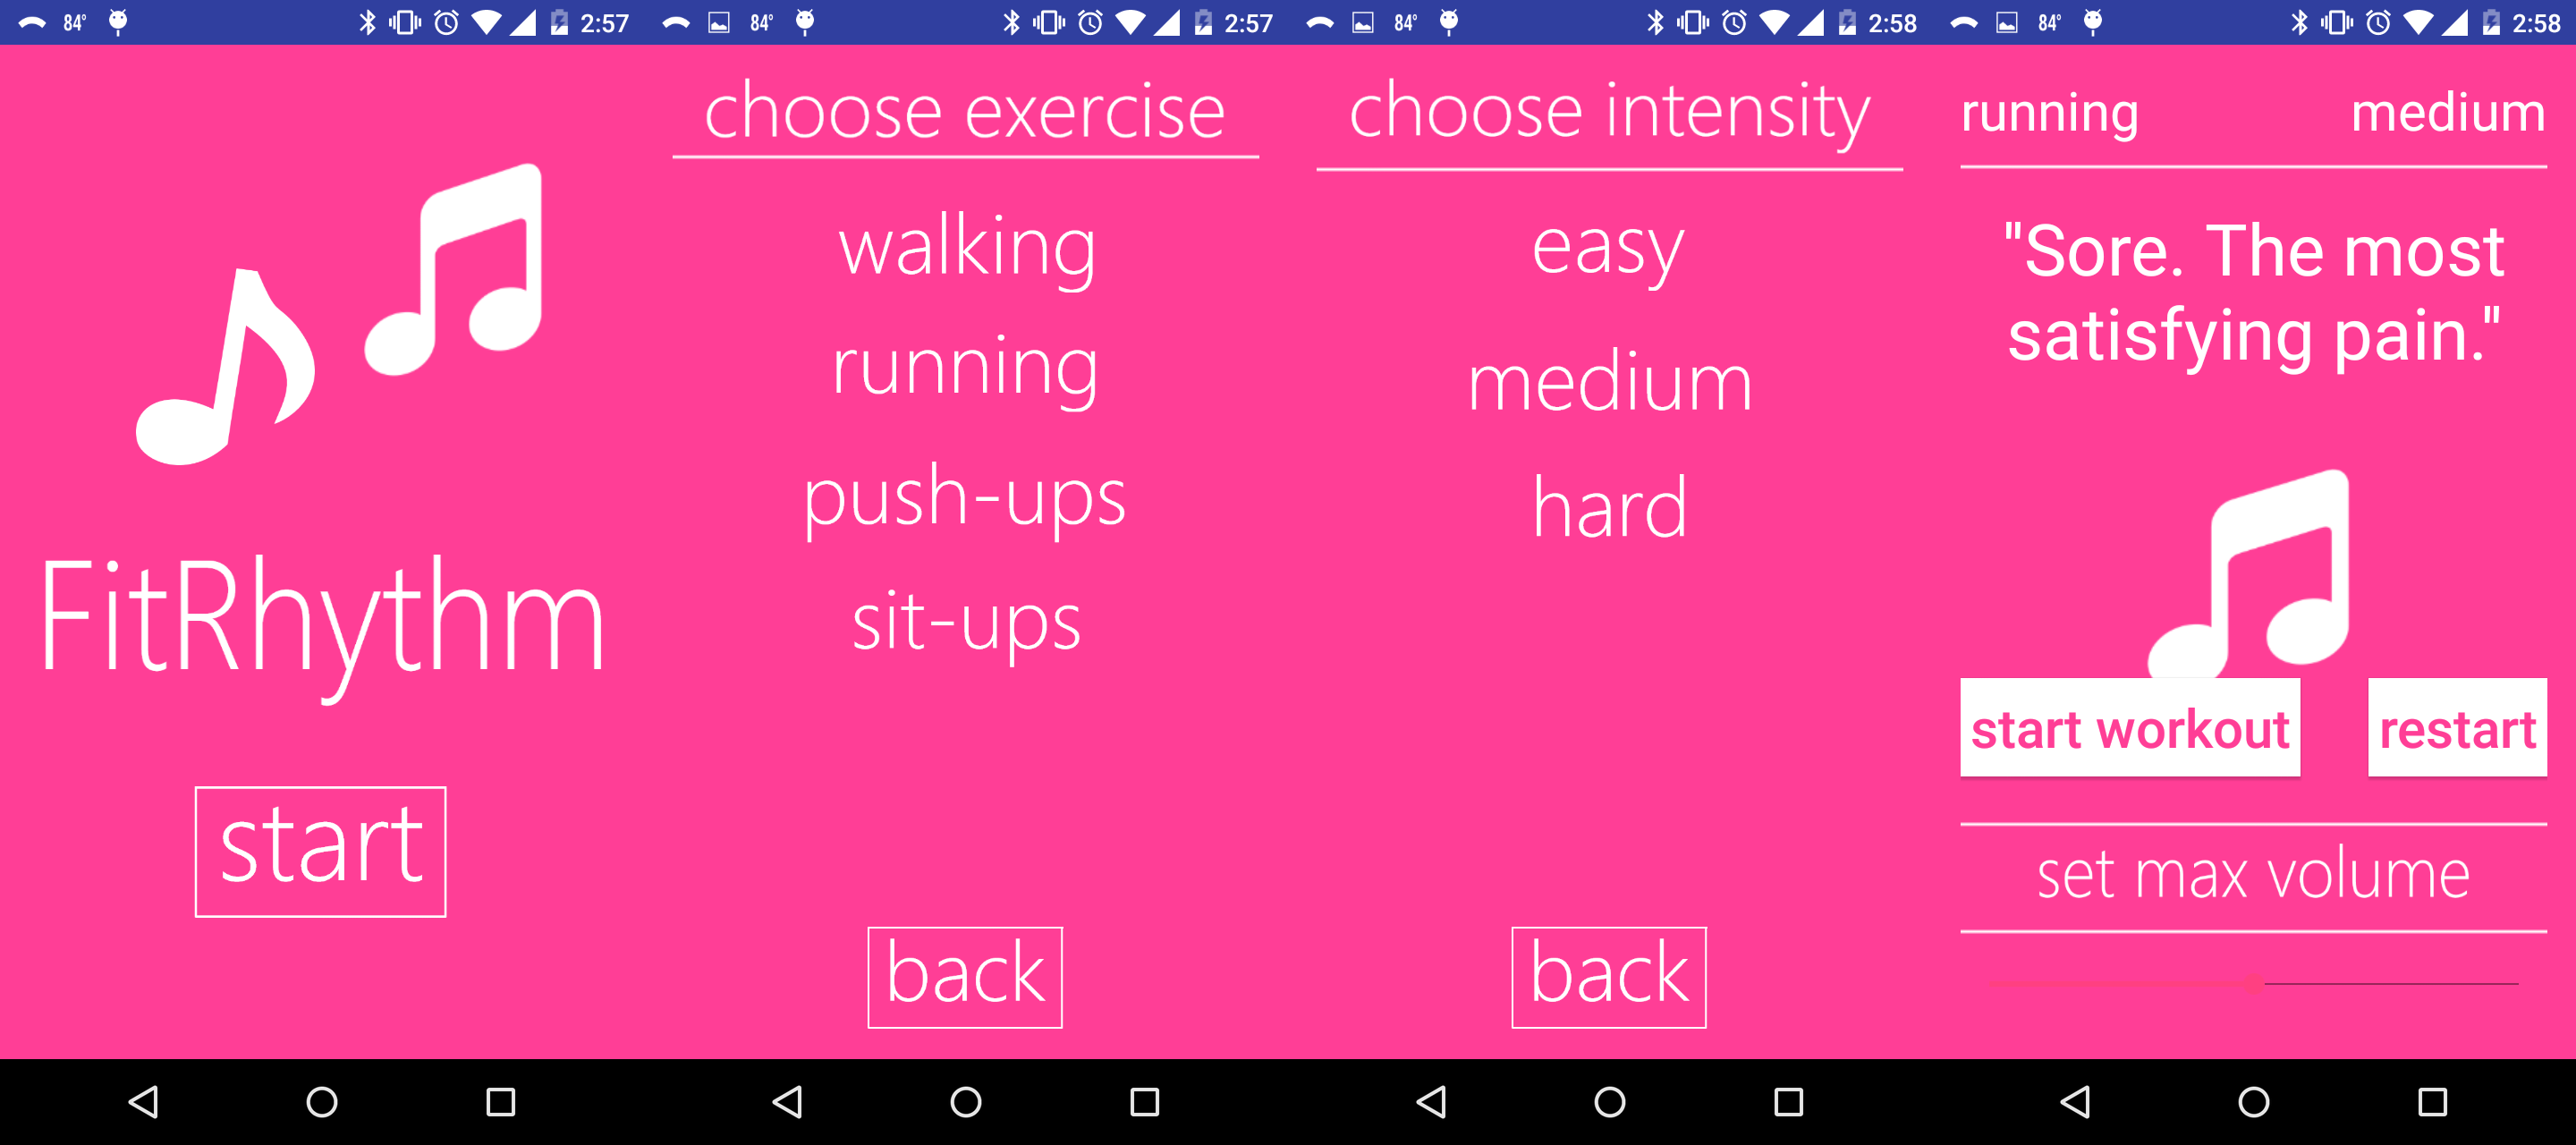 84° 2:57
FitRhythm
start
84° 2:57
choose exercise
walking
running
push-ups
sit-ups
back
84° 2:58
choose intensity
easy
medium
hard
back
84° 2:58
running medium
"Sore. The most
satisfying pain."
start workout restart
set max volume